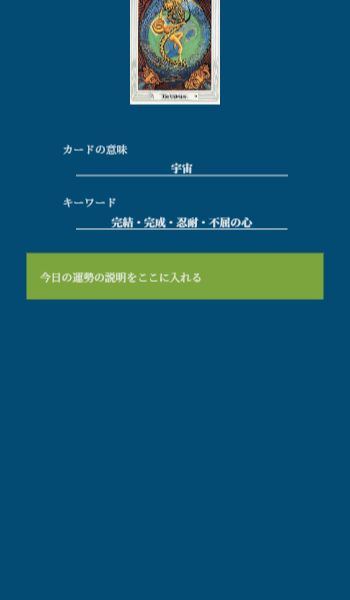 The Universe
カードの意味
宇宙
キーワード
完結・完成・忍耐・不屈の心
今日の運勢の説明をここに入れる